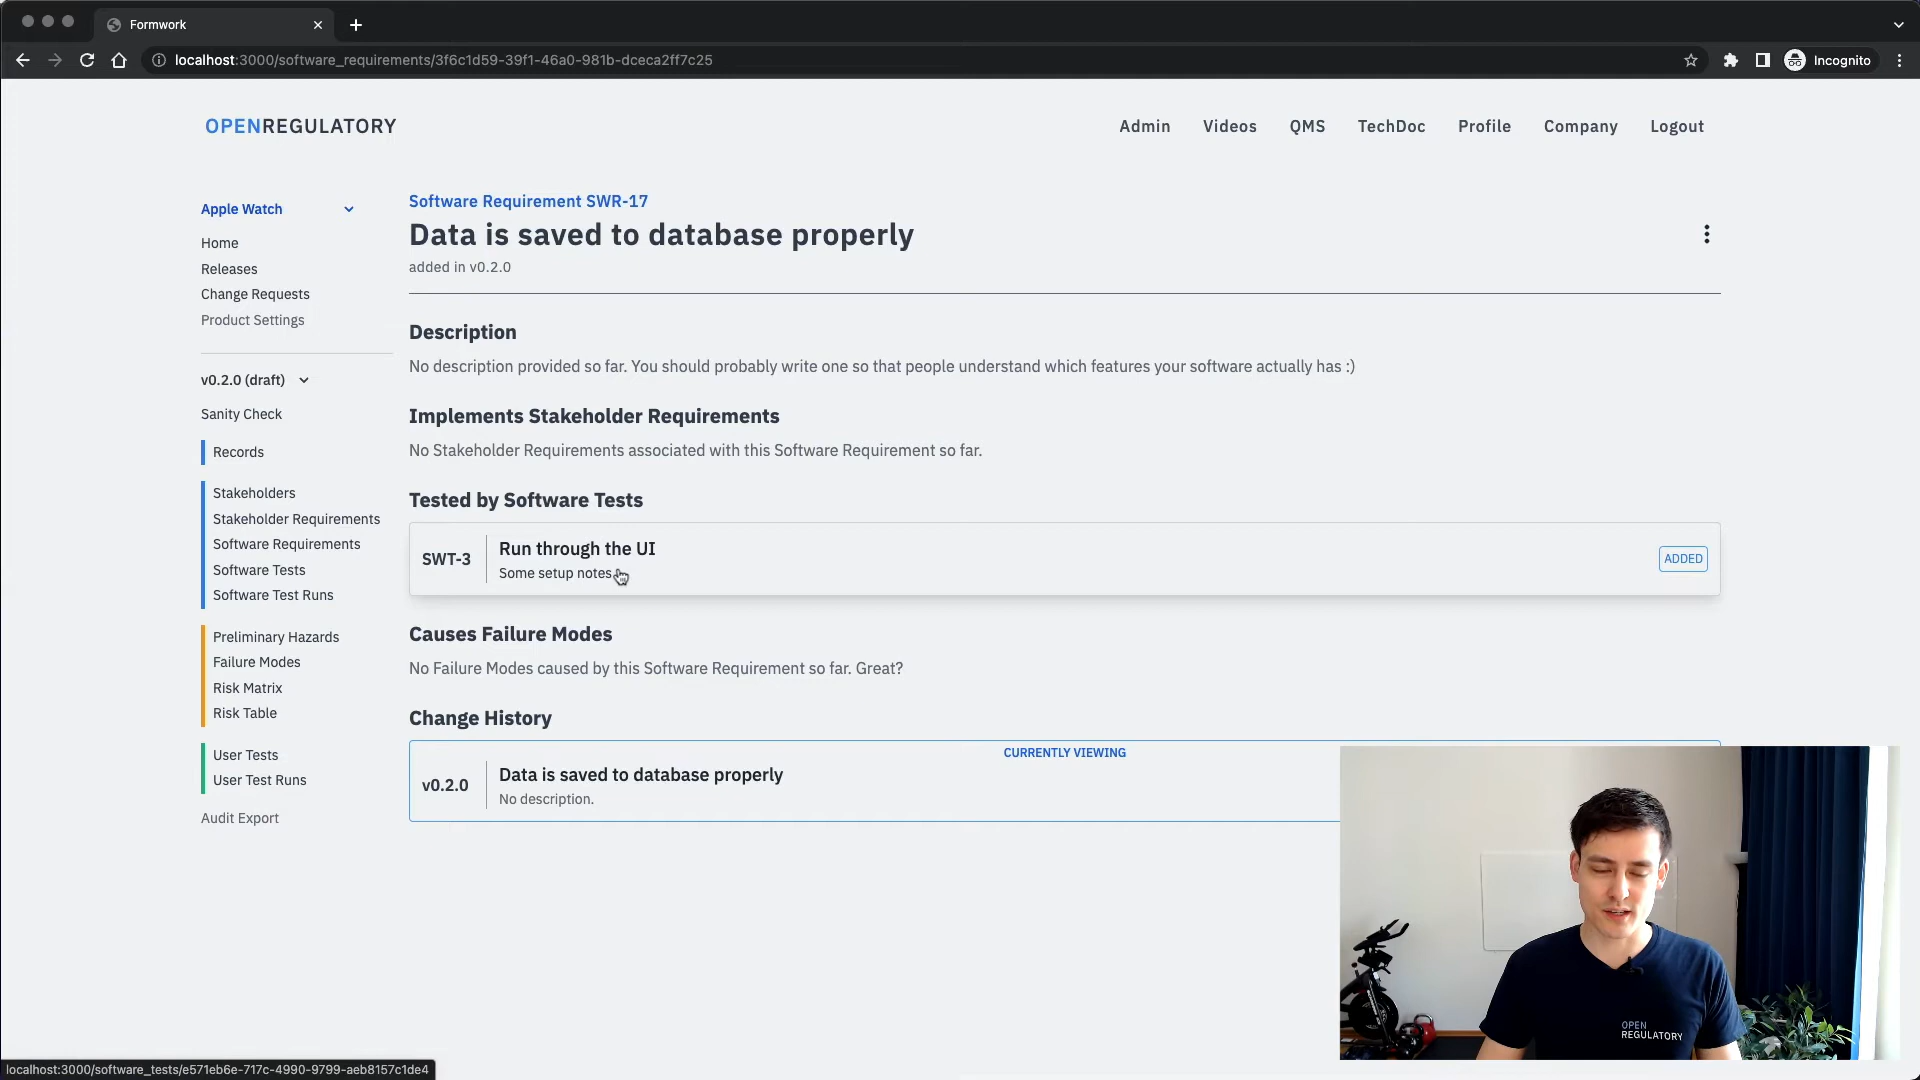 Formwork
localhost:3000/software_requirements/3f6c1d59-39f1-46a0-981b-dceca2ff7c25
Incognito
OPENREGULATORY
Admin Videos QMS TechDoc Profile Company Logout
Apple Watch
Home
Releases
Change Requests
Product Settings
v0.2.0 (draft)
Sanity Check
Records
Stakeholders
Stakeholder Requirements
Software Requirements
Software Tests
Software Test Runs
Preliminary Hazards
Failure Modes
Risk Matrix
Risk Table
User Tests
User Test Runs
Audit Export
Software Requirement SWR-17
Data is saved to database properly
added in v0.2.0
Description
No description provided so far. You should probably write one so that people understand which features your software actually has :)
Implements Stakeholder Requirements
No Stakeholder Requirements associated with this Software Requirement so far.
Tested by Software Tests
SWT-3
Run through the UI
Some setup notes
ADDED
Causes Failure Modes
No Failure Modes caused by this Software Requirement so far. Great?
Change History
CURRENTLY VIEWING
v0.2.0
Data is saved to database properly
No description.
OPEN
REGULATORY
localhost:3000/software_tests/e571eb6e-717c-4990-9799-aeb8157c1de4